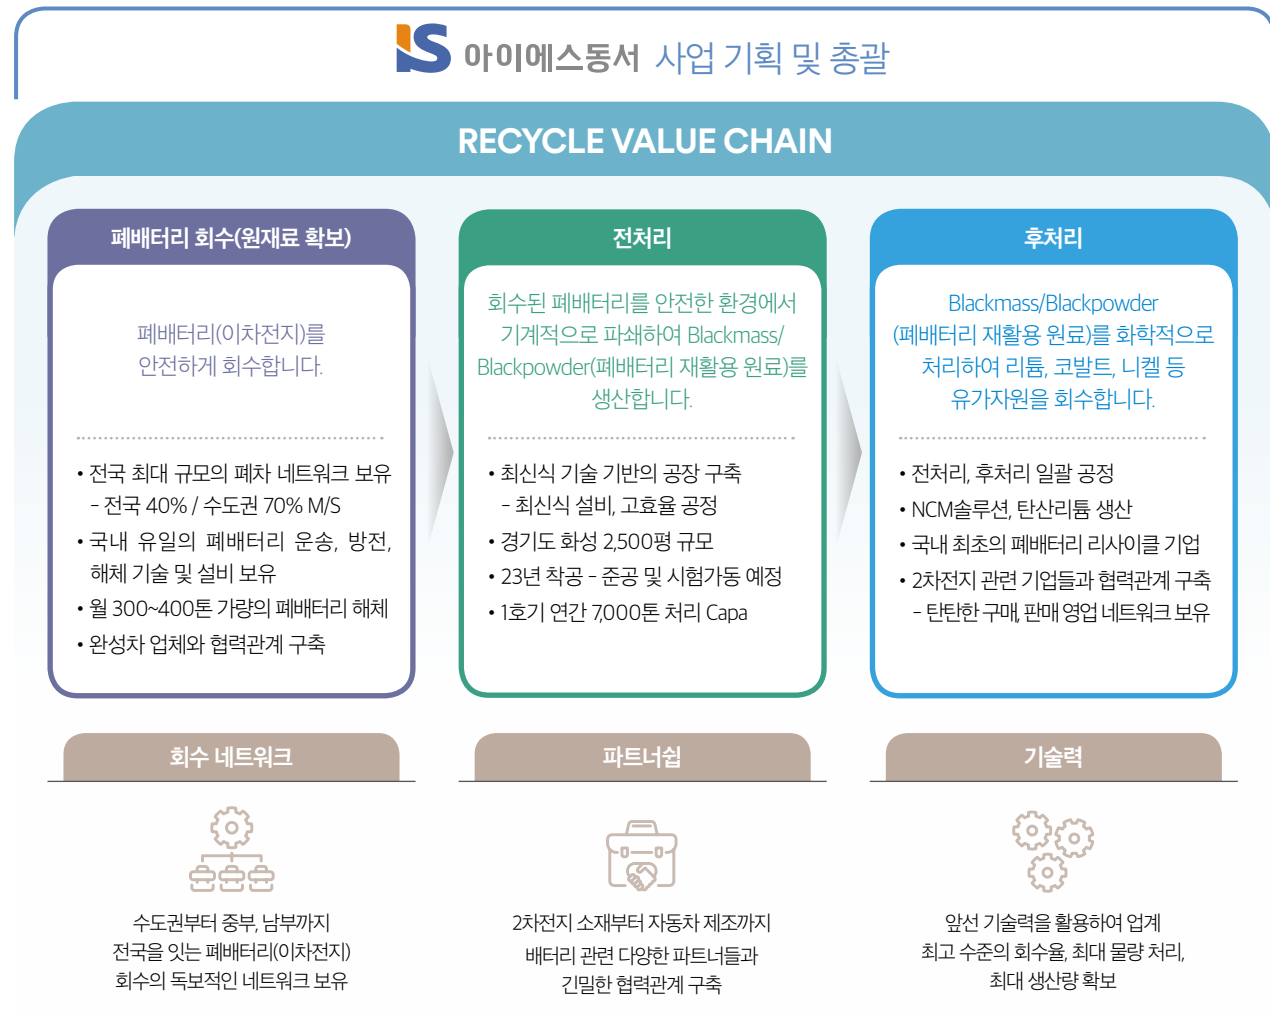 IS 아이에스동서 사업 기획 및 총괄
RECYCLE VALUE CHAIN
폐배터리 회수(원재료 확보)
폐배터리(이차전지)를
안전하게 회수합니다.
• 전국 최대 규모의 폐차 네트워크 보유
- 전국 40% / 수도권 70% M/S
• 국내 유일의 폐배터리 운송, 방전,
해체 기술 및 설비 보유
• 월 300~400톤 가량의 폐배터리 해체
• 완성차 업체와 협력관계 구축
전처리
회수된 폐배터리를 안전한 환경에서
기계적으로 파쇄하여 Blackmass/
Blackpowder(폐배터리 재활용 원료)를
생산합니다.
• 최신식 기술 기반의 공장 구축
- 최신식 설비, 고효율 공정
• 경기도 화성 2,500평 규모
• 23년 착공 - 준공 및 시험가동 예정
• 1호기 연간 7,000톤 처리 Capa
후처리
Blackmass/Blackpowder
(폐배터리 재활용 원료)를 화학적으로
처리하여 리튬, 코발트, 니켈 등
유가자원을 회수합니다.
• 전처리, 후처리 일괄 공정
• NCM솔루션, 탄산리튬 생산
• 국내 최초의 폐배터리 리사이클 기업
• 2차전지 관련 기업들과 협력관계 구축
- 탄탄한 구매, 판매 영업 네트워크 보유
회수 네트워크
수도권부터 중부, 남부까지
전국을 잇는 폐배터리(이차전지)
회수의 독보적인 네트워크 보유
파트너쉽
2차전지 소재부터 자동차 제조까지
배터리 관련 다양한 파트너들과
긴밀한 협력관계 구축
기술력
앞선 기술력을 활용하여 업계
최고 수준의 회수율, 최대 물량 처리,
최대 생산량 확보